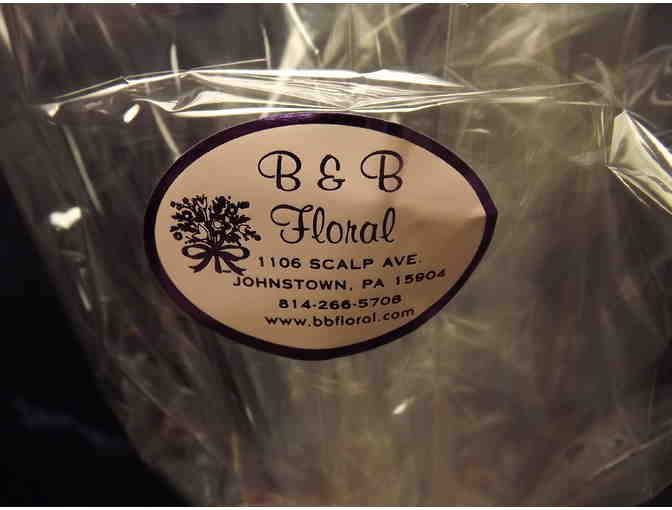 B & B
Floral
1106 SCALP AVE.
JOHNSTOWN, PA 15904
814-266-5708
www.bbfloral.com